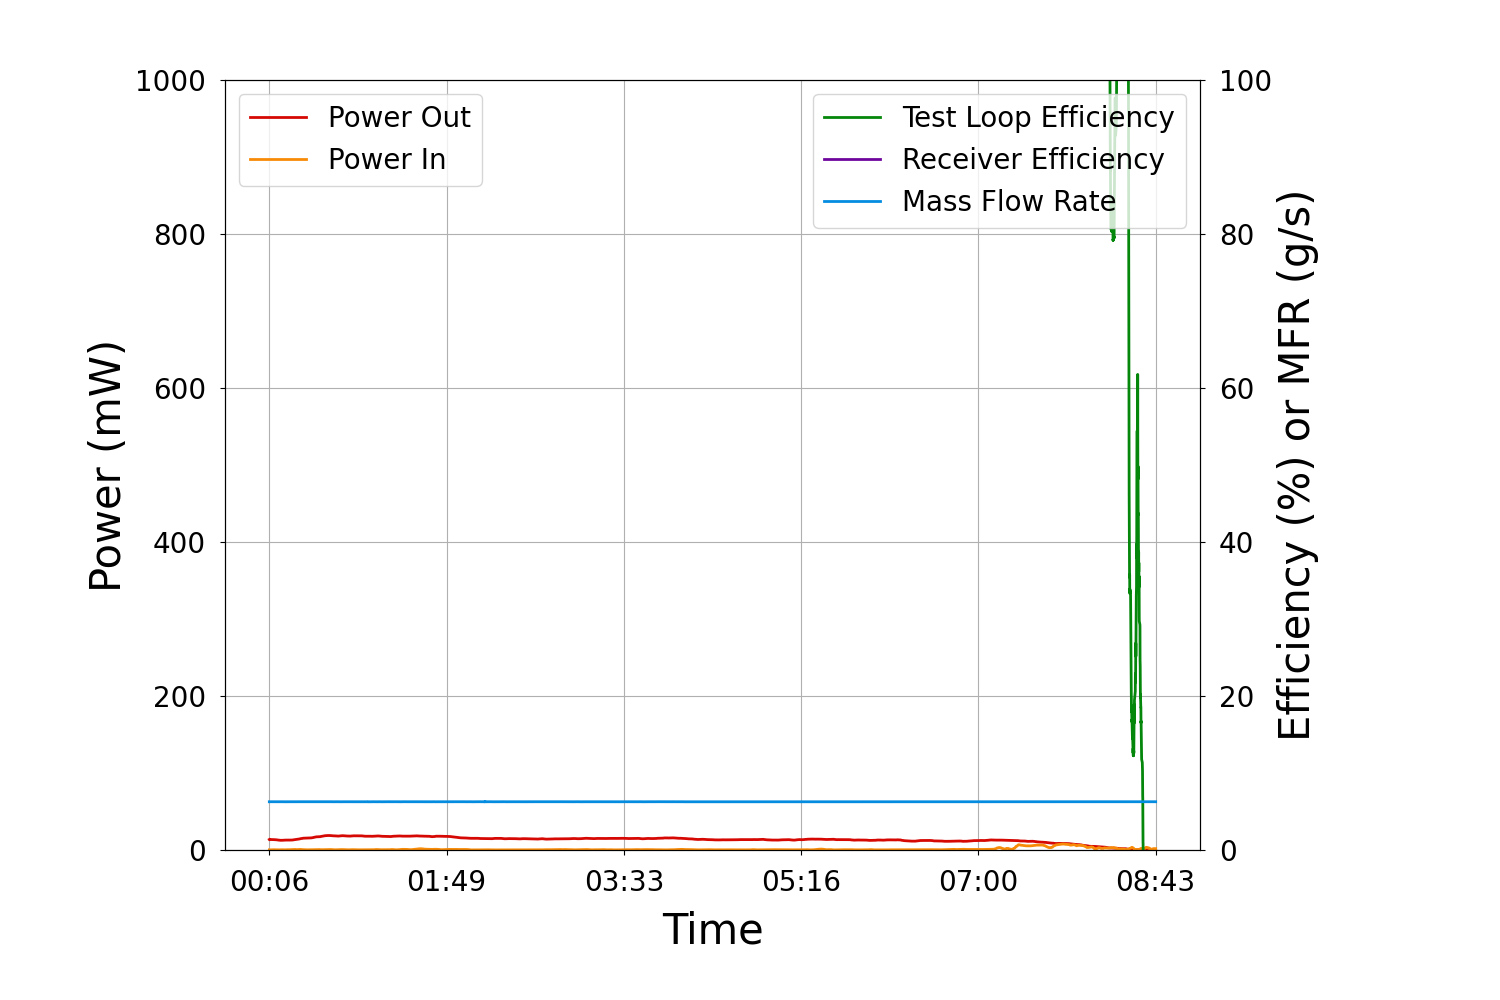 1000
800
600
400
200
0
Power (mW)
Power Out
Power In
Test Loop Efficiency
Receiver Efficiency
Mass Flow Rate
100
80
60
40
20
0
Efficiency (%) or MFR (g/s)
00:06 01:49 03:33 05:16 07:00 08:43
Time